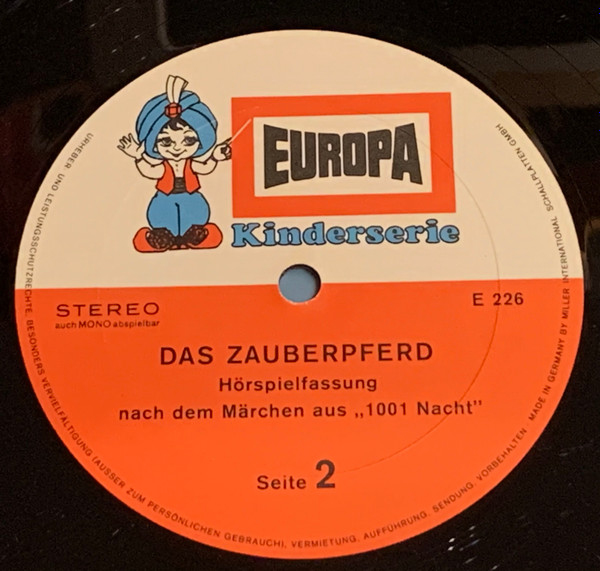 EUROPA
Kinderserie
STEREO
auch MONO abspielbar
E 226
DAS ZAUBERPFERD
Hörspielfassung
nach dem Märchen aus „1001 Nacht"
Seite 2
URHEBER UND LEISTUNGSSCHUTZRECHTE, BESONDERS VERVIELFÄLTIGUNG (AUSSER ZUM PERSÖNLICHEN GEBRAUCH), VERMIETUNG, AUFFÜHRUNG, SENDUNG, VORBEHALTEN MADE IN GERMANY BY MILLER INTERNATIONAL SCHALLPLATTEN GMBH